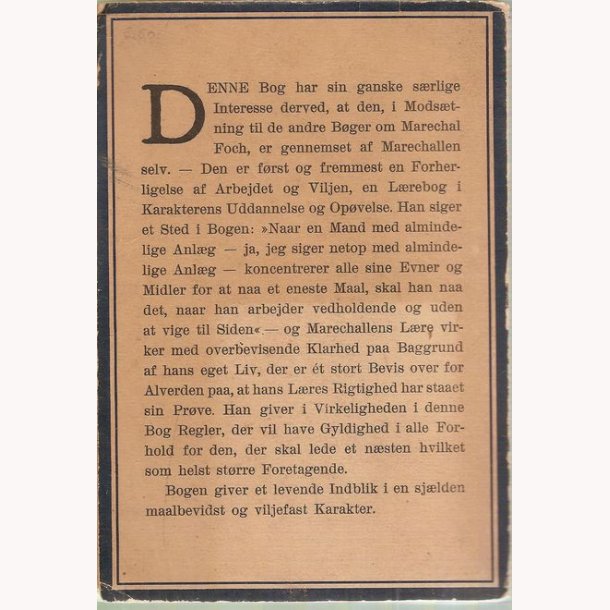 DENNE Bog har sin ganske særlige
Interesse derved, at den, i Modsæt-
ning til de andre Bøger om Marechal
Foch, er gennemset af Marechallen
selv. — Den er først og fremmest en Forher-
ligelse af Arbejdet og Viljen, en Lærebog i
Karakterens Uddannelse og Opøvelse. Han siger
et Sted i Bogen: »Naar en Mand med alminde-
lige Anlæg — ja, jeg siger netop med alminde-
lige Anlæg — koncentrerer alle sine Evner og
Midler for at naa et eneste Maal, skal han naa
det, naar han arbejder vedholdende og uden
at vige til Siden« — og Marechallens Lære vir-
ker med overbevisende Klarhed paa Baggrund
af hans eget Liv, der er ét stort Bevis over for
Alverden paa, at hans Læres Rigtighed har staaet
sin Prøve. Han giver i Virkeligheden i denne
Bog Regler, der vil have Gyldighed i alle For-
hold for den, der skal lede et næsten hvilket
som helst større Foretagende.
Bogen giver et levende Indblik i en sjælden
maalbevidst og viljefast Karakter.